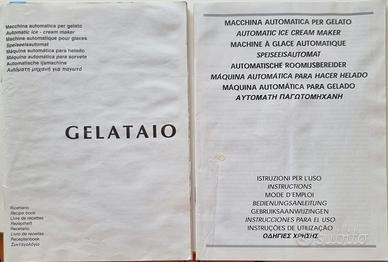 Macchina automatica per gelato
Automatic ice - cream maker
Machine automatique pour glaces
Speiseeisautomat
Máquina automática para helado
Máquina automática para sorvete
Automatische ijsmachine
Αυτόματη μηχανή για παγωτό
GELATAIO
Ricettario
Recipe book
Livre de recettes
Rezeptheft
Recetario
Livro de receitas
Receptenboek
Συνταγολόγιο
MACCHINA AUTOMATICA PER GELATO
AUTOMATIC ICE CREAM MAKER
MACHINE À GLACE AUTOMATIQUE
SPEISEEISAUTOMAT
AUTOMATISCHE ROOMIJSBEREIDER
MÁQUINA AUTOMÁTICA PARA HACER HELADO
MÁQUINA AUTOMÁTICA PARA GELADO
ΑΥΤΟΜΑΤΗ ΠΑΓΩΤΟΜΗΧΑΝΗ
ISTRUZIONI PER L'USO
INSTRUCTIONS
MODE D'EMPLOI
BEDIENUNGSANLEITUNG
GEBRUIKSAANWIJZINGEN
INSTRUCCIONES PARA EL USO
INSTRUÇÕES DE UTILIZAÇÃO
ΟΔΗΓΙΕΣ ΧΡΗΣΗΣ